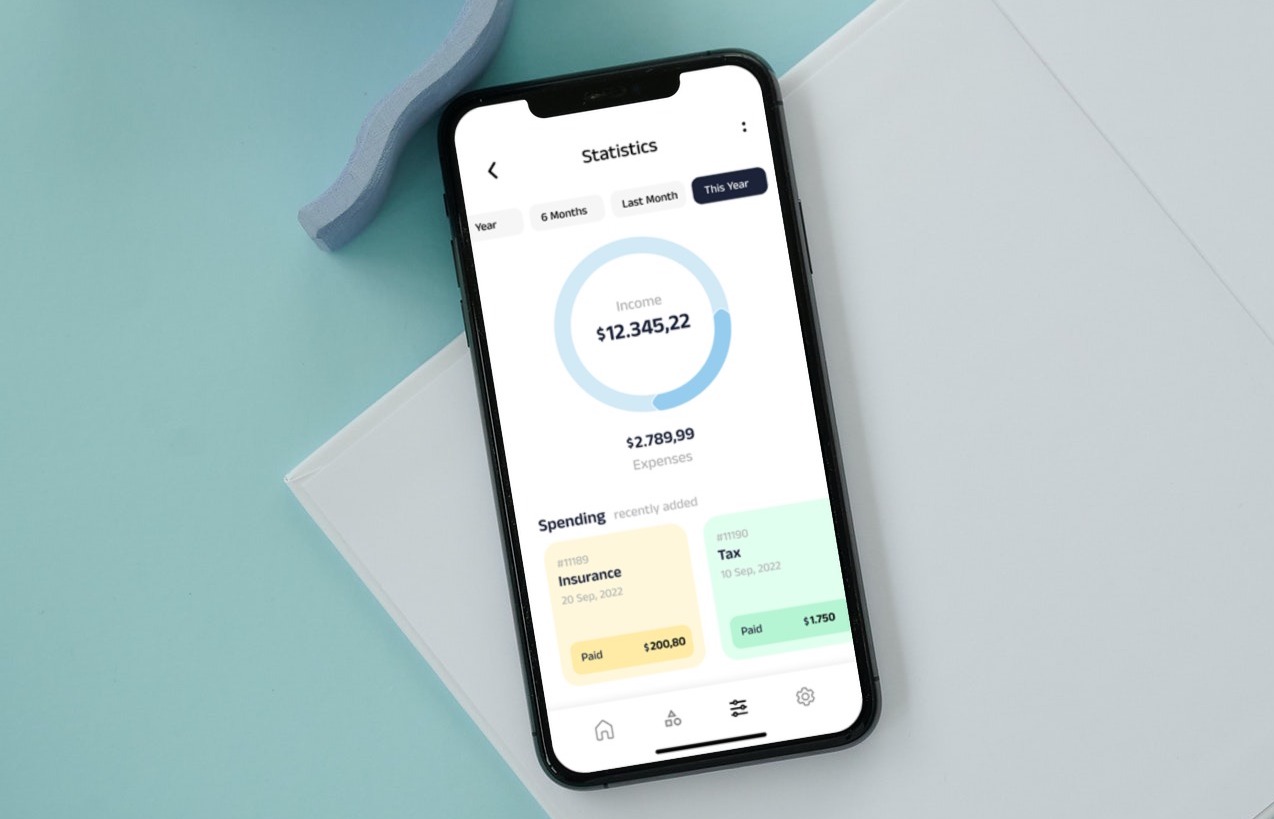 Statistics
Year
6 Months
Last Month
This Year
Income
$12.345,22
$2.789,99
Expenses
Spending recently added
#11189
Insurance
20 Sep, 2022
Paid $200,80
#11190
Tax
10 Sep, 2022
Paid $1.750